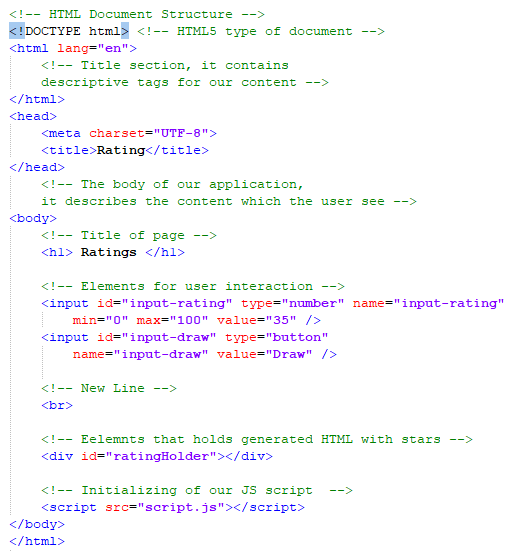 <!-- HTML Document Structure -->
<!DOCTYPE html> <!-- HTML5 type of document -->
<html lang="en">
    <!-- Title section, it contains
    descriptive tags for our content -->
</html>
<head>
    <meta charset="UTF-8">
    <title>Rating</title>
</head>
    <!-- The body of our application,
    it describes the content which the user see -->
<body>
    <!-- Title of page -->
    <h1> Ratings </h1>

    <!-- Elements for user interaction -->
    <input id="input-rating" type="number" name="input-rating"
        min="0" max="100" value="35" />
    <input id="input-draw" type="button"
        name="input-draw" value="Draw" />

    <!-- New Line -->
    <br>

    <!-- Eelemnts that holds generated HTML with stars -->
    <div id="ratingHolder"></div>

    <!-- Initializing of our JS script  -->
    <script src="script.js"></script>
</body>
</html>